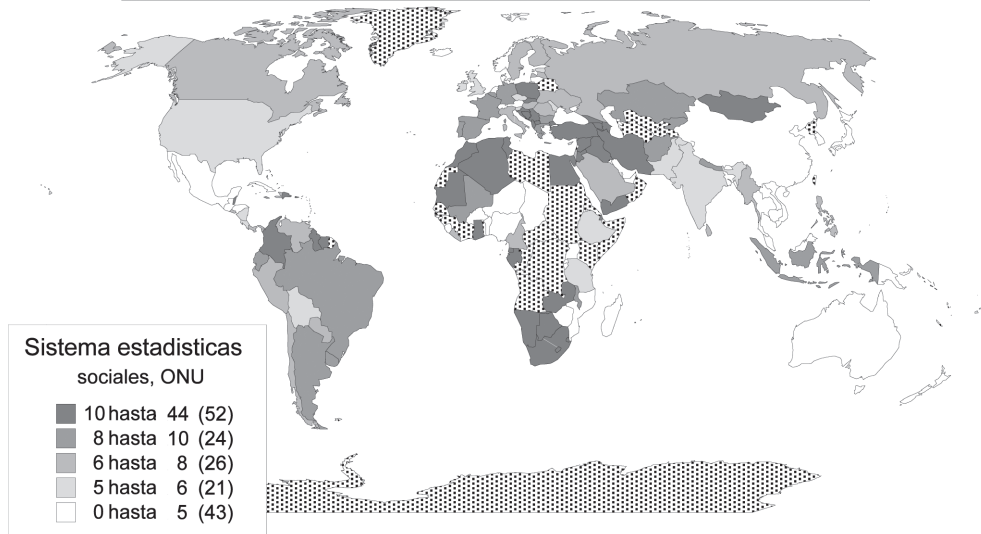 Sistema estadisticas
sociales, ONU
10 hasta 44 (52)
8 hasta 10 (24)
6 hasta 8 (26)
5 hasta 6 (21)
0 hasta 5 (43)